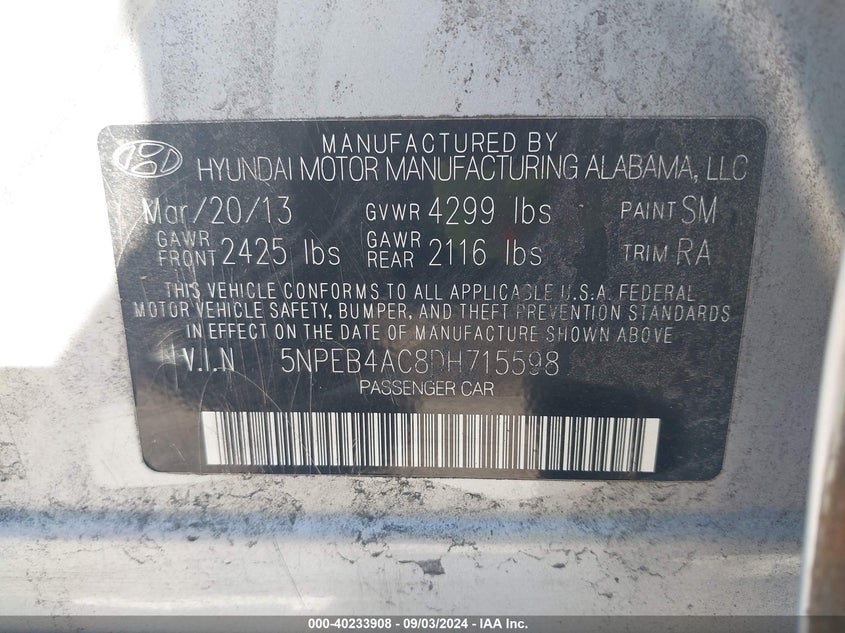 MANUFACTURED BY
HYUNDAI MOTOR MANUFACTURING ALABAMA, LLC
Mar/20/13 GVWR 4299 lbs PAINT SM
GAWR FRONT 2425 lbs GAWR REAR 2116 lbs TRIM RA
THIS VEHICLE CONFORMS TO ALL APPLICABLE U.S.A. FEDERAL
MOTOR VEHICLE SAFETY, BUMPER, AND THEFT PREVENTION STANDARDS
IN EFFECT ON THE DATE OF MANUFACTURE SHOWN ABOVE
V.I.N 5NPEB4AC8DH715598
PASSENGER CAR
000-40233908 - 09/03/2024 - IAA Inc.